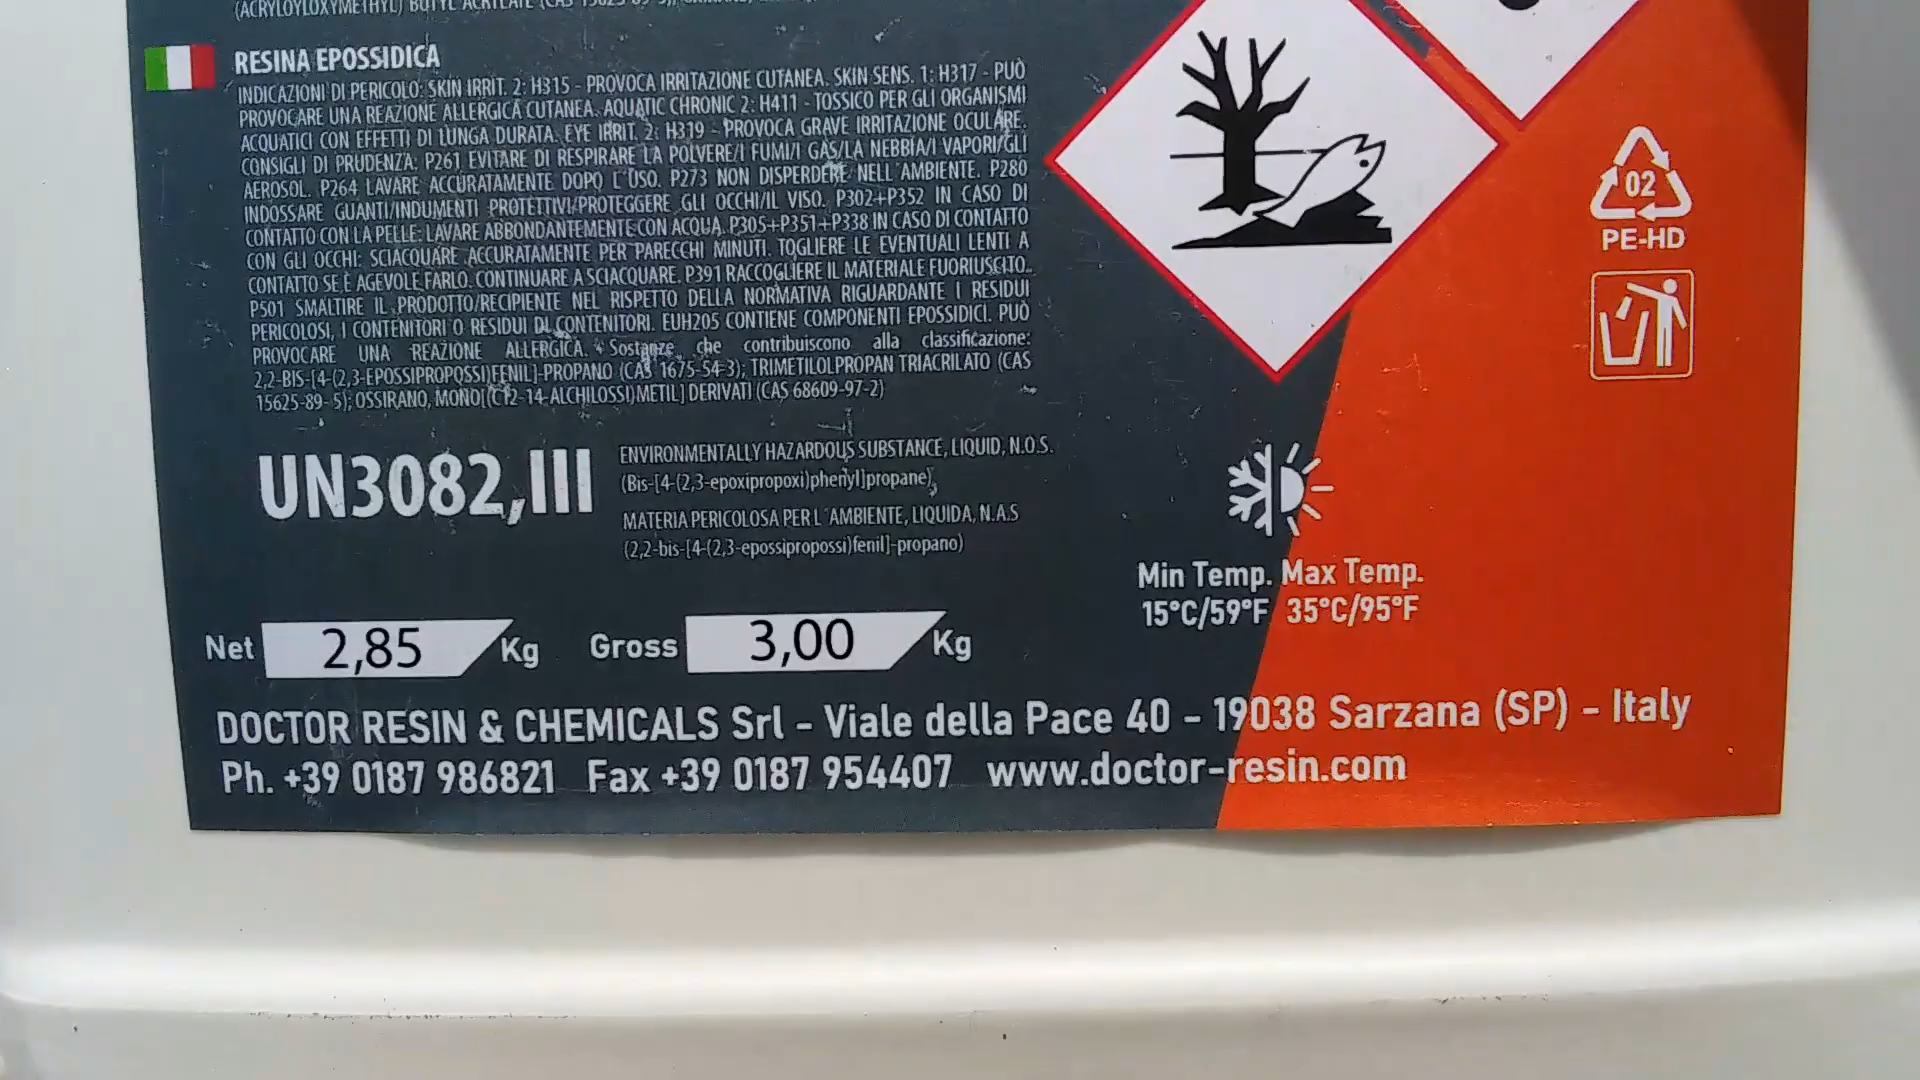 (ACRYLOYLOXYMETHYL) BUTYL ACRYLATE (CAS 15625-89-5);
RESINA EPOSSIDICA
INDICAZIONI DI PERICOLO: SKIN IRRIT. 2: H315 - PROVOCA IRRITAZIONE CUTANEA. SKIN SENS. 1: H317 - PUÒ
PROVOCARE UNA REAZIONE ALLERGICA CUTANEA. AQUATIC CHRONIC 2: H411 - TOSSICO PER GLI ORGANISMI
ACQUATICI CON EFFETTI DI LUNGA DURATA. EYE IRRIT. 2: H319 - PROVOCA GRAVE IRRITAZIONE OCULARE.
CONSIGLI DI PRUDENZA: P261 EVITARE DI RESPIRARE LA POLVERE/I FUMI/I GAS/LA NEBBIA/I VAPORI/GLI
AEROSOL. P264 LAVARE ACCURATAMENTE DOPO L´USO. P273 NON DISPERDERE NELL´AMBIENTE. P280
INDOSSARE GUANTI/INDUMENTI PROTETTIVI/PROTEGGERE GLI OCCHI/IL VISO. P302+P352 IN CASO DI
CONTATTO CON LA PELLE: LAVARE ABBONDANTEMENTE CON ACQUA. P305+P351+P338 IN CASO DI CONTATTO
CON GLI OCCHI: SCIACQUARE ACCURATAMENTE PER PARECCHI MINUTI. TOGLIERE LE EVENTUALI LENTI A
CONTATTO SE È AGEVOLE FARLO. CONTINUARE A SCIACQUARE. P391 RACCOGLIERE IL MATERIALE FUORIUSCITO.
P501 SMALTIRE IL PRODOTTO/RECIPIENTE NEL RISPETTO DELLA NORMATIVA RIGUARDANTE I RESIDUI
PERICOLOSI, I CONTENITORI O RESIDUI DI CONTENITORI. EUH205 CONTIENE COMPONENTI EPOSSIDICI. PUÒ
PROVOCARE UNA REAZIONE ALLERGICA. * Sostanze che contribuiscono alla classificazione:
2,2-BIS-[4-(2,3-EPOSSIPROPOSSI)FENIL]-PROPANO (CAS 1675-54-3); TRIMETILOLPROPAN TRIACRILATO (CAS
15625-89-5); OSSIRANO, MONO[(C12-14-ALCHILOSSI)METIL] DERIVATI (CAS 68609-97-2)
UN3082,III
ENVIRONMENTALLY HAZARDOUS SUBSTANCE, LIQUID, N.O.S.
(Bis-[4-(2,3-epoxipropoxi)phenyl]propane)
MATERIA PERICOLOSA PER L´AMBIENTE, LIQUIDA, N.A.S
(2,2-bis-[4-(2,3-epossipropossi)fenil]-propano)
02
PE-HD
Min Temp. Max Temp.
15°C/59°F 35°C/95°F
Net 2,85 Kg Gross 3,00 Kg
DOCTOR RESIN & CHEMICALS Srl - Viale della Pace 40 - 19038 Sarzana (SP) - Italy
Ph. +39 0187 986821 Fax +39 0187 954407 www.doctor-resin.com